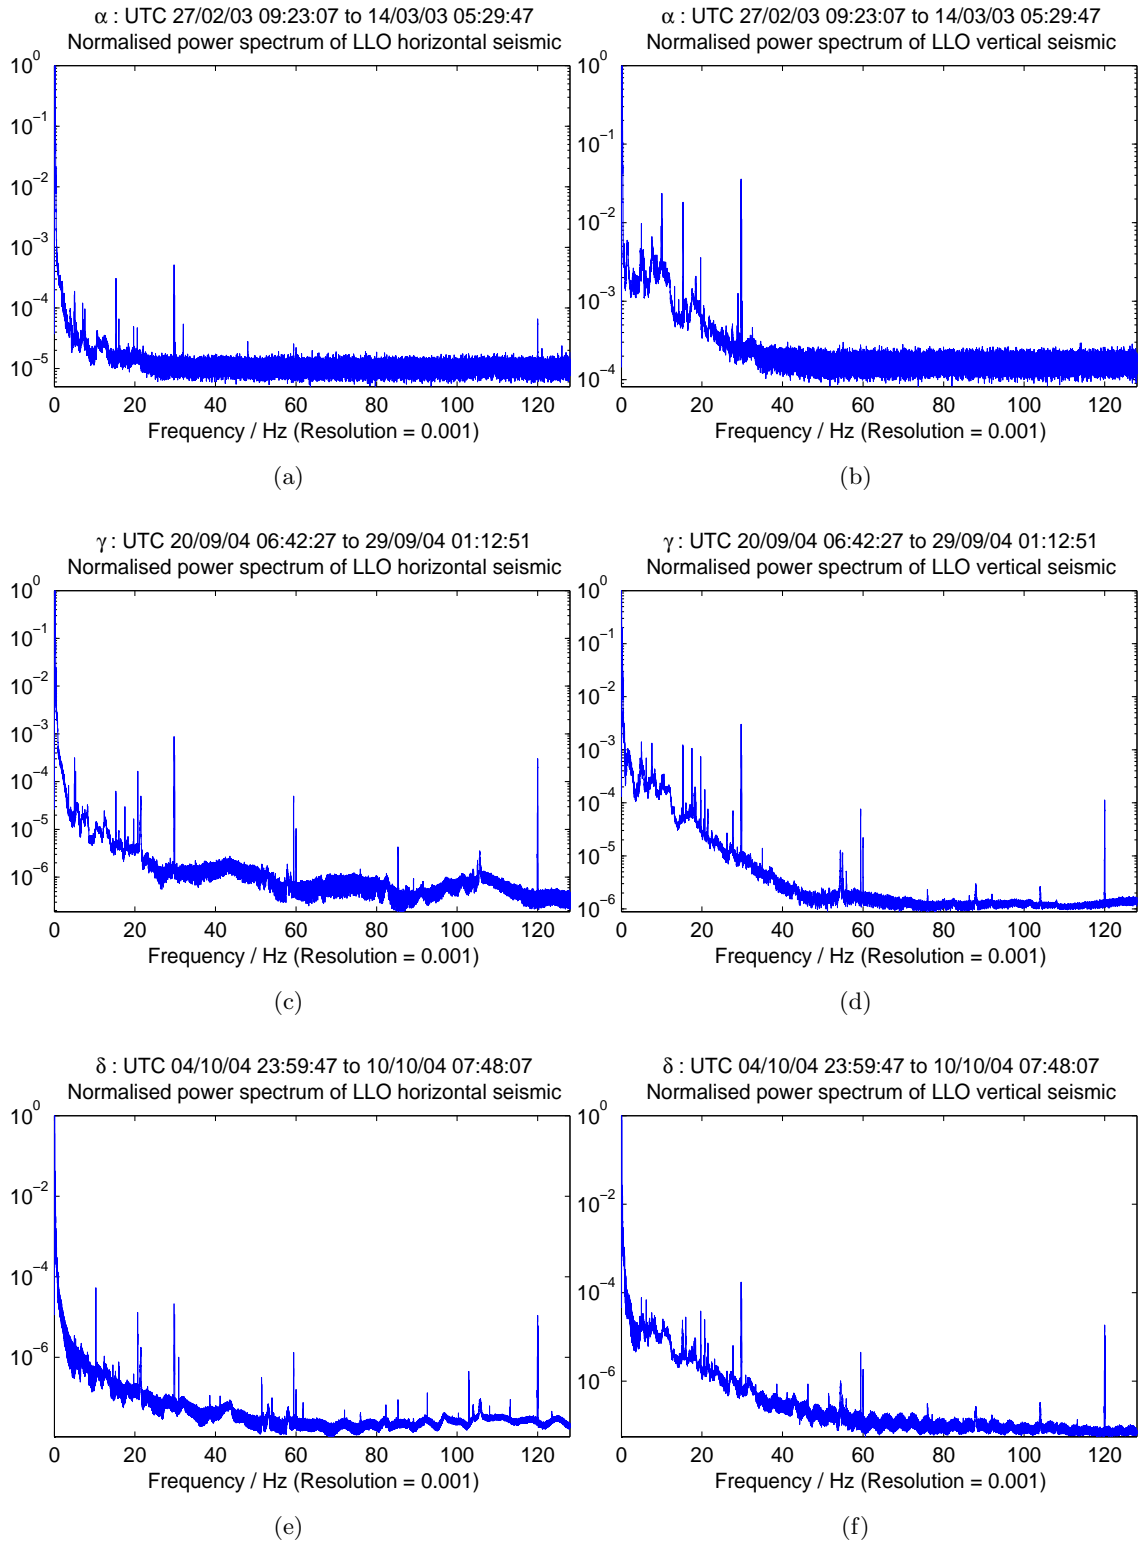 α : UTC 27/02/03 09:23:07 to 14/03/03 05:29:47
Normalised power spectrum of LLO horizontal seismic
10^0
10^-1
10^-2
10^-3
10^-4
10^-5
0 20 40 60 80 100 120
Frequency / Hz (Resolution = 0.001)
(a)
α : UTC 27/02/03 09:23:07 to 14/03/03 05:29:47
Normalised power spectrum of LLO vertical seismic
10^0
10^-1
10^-2
10^-3
10^-4
0 20 40 60 80 100 120
Frequency / Hz (Resolution = 0.001)
(b)
γ : UTC 20/09/04 06:42:27 to 29/09/04 01:12:51
Normalised power spectrum of LLO horizontal seismic
10^0
10^-1
10^-2
10^-3
10^-4
10^-5
10^-6
0 20 40 60 80 100 120
Frequency / Hz (Resolution = 0.001)
(c)
γ : UTC 20/09/04 06:42:27 to 29/09/04 01:12:51
Normalised power spectrum of LLO vertical seismic
10^0
10^-1
10^-2
10^-3
10^-4
10^-5
10^-6
0 20 40 60 80 100 120
Frequency / Hz (Resolution = 0.001)
(d)
δ : UTC 04/10/04 23:59:47 to 10/10/04 07:48:07
Normalised power spectrum of LLO horizontal seismic
10^0
10^-2
10^-4
10^-6
0 20 40 60 80 100 120
Frequency / Hz (Resolution = 0.001)
(e)
δ : UTC 04/10/04 23:59:47 to 10/10/04 07:48:07
Normalised power spectrum of LLO vertical seismic
10^0
10^-2
10^-4
10^-6
0 20 40 60 80 100 120
Frequency / Hz (Resolution = 0.001)
(f)